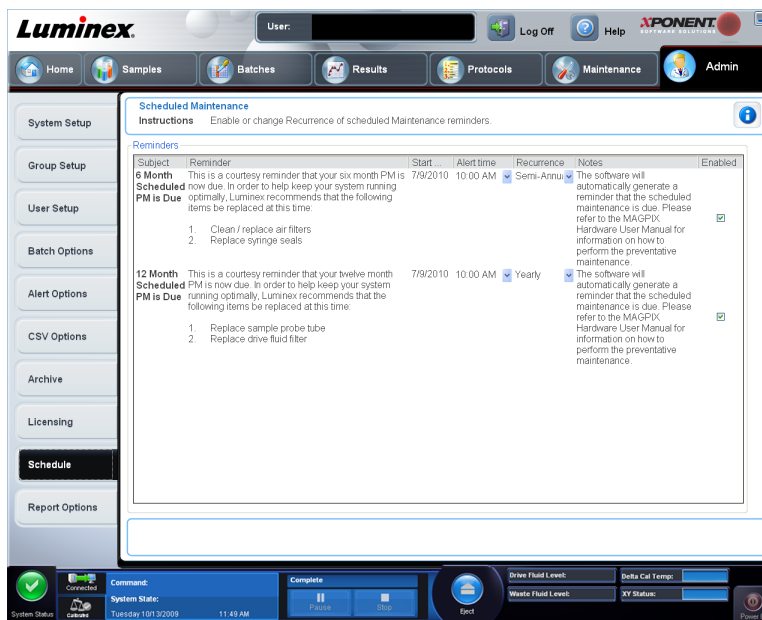 Luminex.
User:
Log Off
Help
XPONENT.
SOFTWARE SOLUTIONS
Home
Samples
Batches
Results
Protocols
Maintenance
Admin
System Setup
Group Setup
User Setup
Batch Options
Alert Options
CSV Options
Archive
Licensing
Schedule
Report Options
Scheduled Maintenance
Instructions Enable or change Recurrence of scheduled Maintenance reminders.
Reminders
Subject Reminder Start ... Alert time Recurrence Notes Enabled
6 Month
Scheduled
PM is Due
This is a courtesy reminder that your six month PM is
now due. In order to help keep your system running
optimally, Luminex recommends that the following
items be replaced at this time:
1. Clean / replace air filters
2. Replace syringe seals
7/9/2010 10:00 AM Semi-Annu
The software will
automatically generate a
reminder that the scheduled
maintenance is due. Please
refer to the MAGPIX
Hardware User Manual for
information on how to
perform the preventative
maintenance.
12 Month
Scheduled
PM is Due
This is a courtesy reminder that your twelve month
PM is now due. In order to help keep your system
running optimally, Luminex recommends that the
following items be replaced at this time:
1. Replace sample probe tube
2. Replace drive fluid filter
7/9/2010 10:00 AM Yearly
The software will
automatically generate a
reminder that the scheduled
maintenance is due. Please
refer to the MAGPIX
Hardware User Manual for
information on how to
perform the preventative
maintenance.
System Status
Connected
Calibrate
Command:
System State:
Tuesday 10/13/2009 11:49 AM
Complete
Pause
Stop
Eject
Drive Fluid Level:
Waste Fluid Level:
Delta Cal Temp:
XY Status:
Power